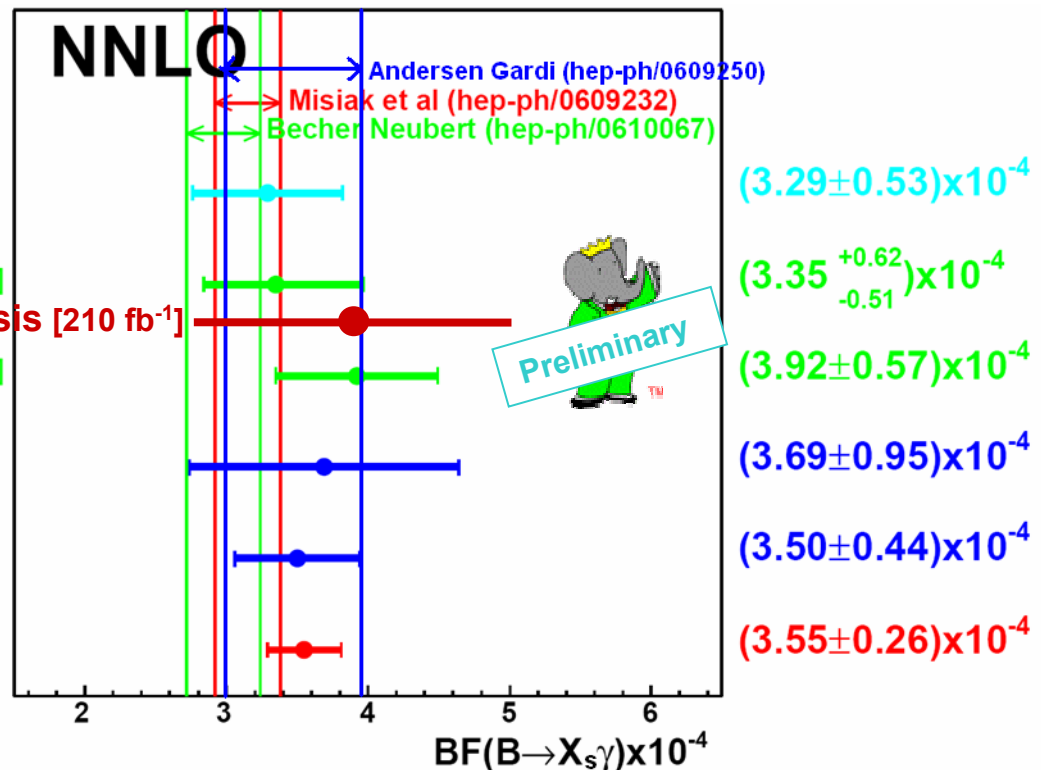 NNLO
Andersen Gardi (hep-ph/0609250)
Misiak et al (hep-ph/0609232)
Becher Neubert (hep-ph/0610067)
(3.29±0.53)x10⁻⁴
(3.35 +0.62 -0.51)x10⁻⁴
sis [210 fb⁻¹]
Preliminary
TM
(3.92±0.57)x10⁻⁴
(3.69±0.95)x10⁻⁴
(3.50±0.44)x10⁻⁴
(3.55±0.26)x10⁻⁴
2 3 4 5 6
BF(B→Xₛγ)x10⁻⁴